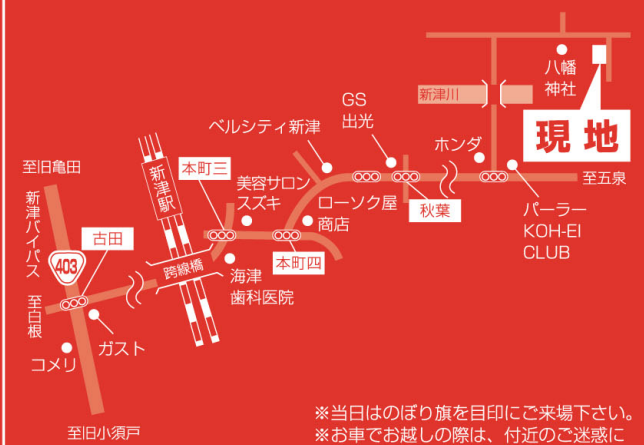 八幡
神社
現地
新津川
GS
出光
ベルシティ新津
ホンダ
至五泉
パーラー
KOH-EI
CLUB
秋葉
至旧亀田
新津バイパス
新津駅
本町三
美容サロン
スズキ
ローソク屋
商店
本町四
古田
403
跨線橋
海津
歯科医院
至白根
ガスト
コメリ
至旧小須戸
※当日はのぼり旗を目印にご来場下さい。
※お車でお越しの際は、付近のご迷惑に